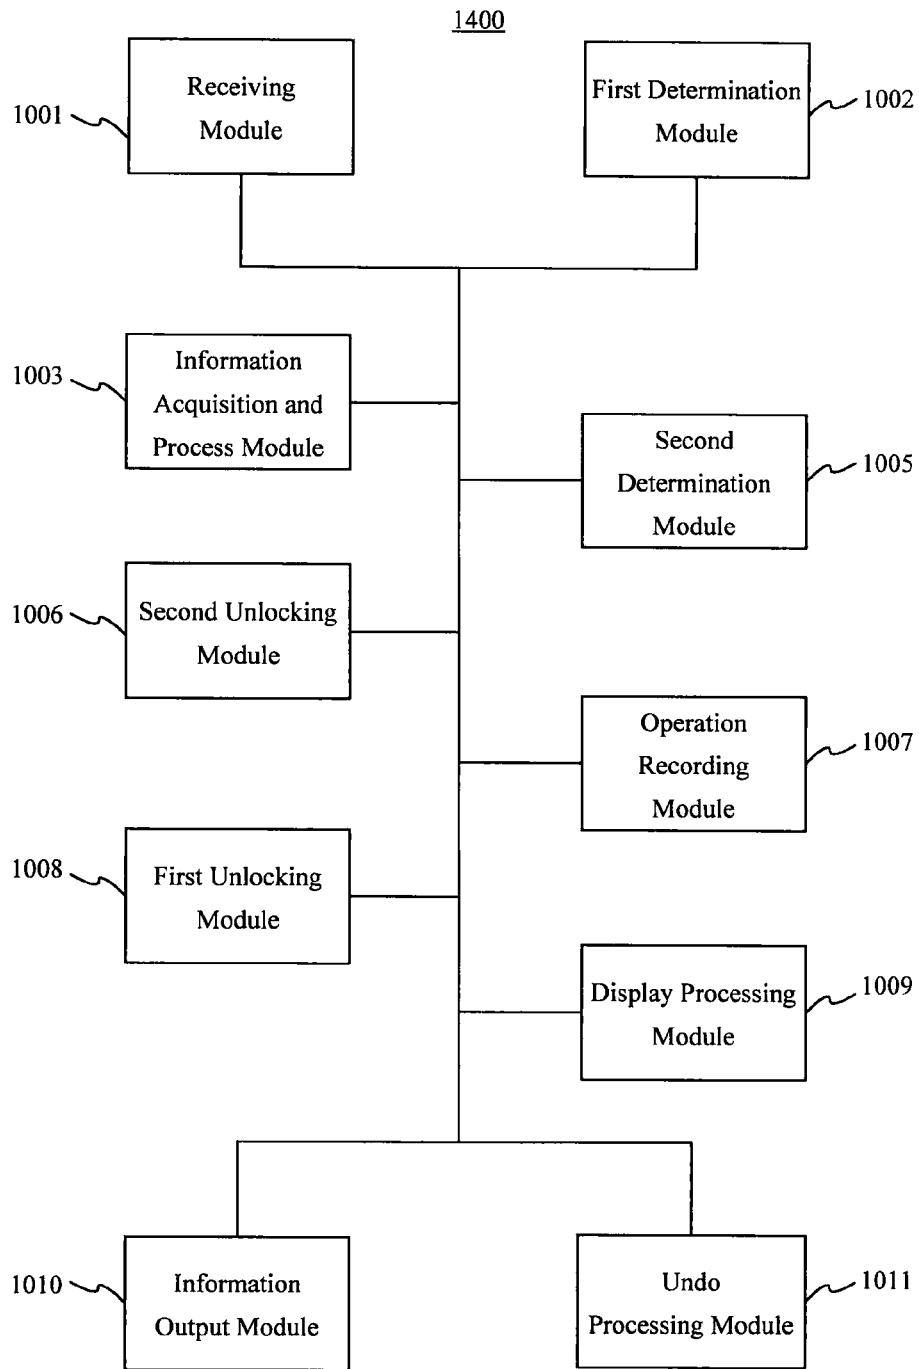 1400
Receiving
Module
1001
First Determination
Module
1002
1003
Information
Acquisition and
Process Module
Second
Determination
Module
1005
1006
Second Unlocking
Module
Operation
Recording
Module
1007
1008
First Unlocking
Module
Display Processing
Module
1009
1010
Information
Output Module
Undo
Processing Module
1011